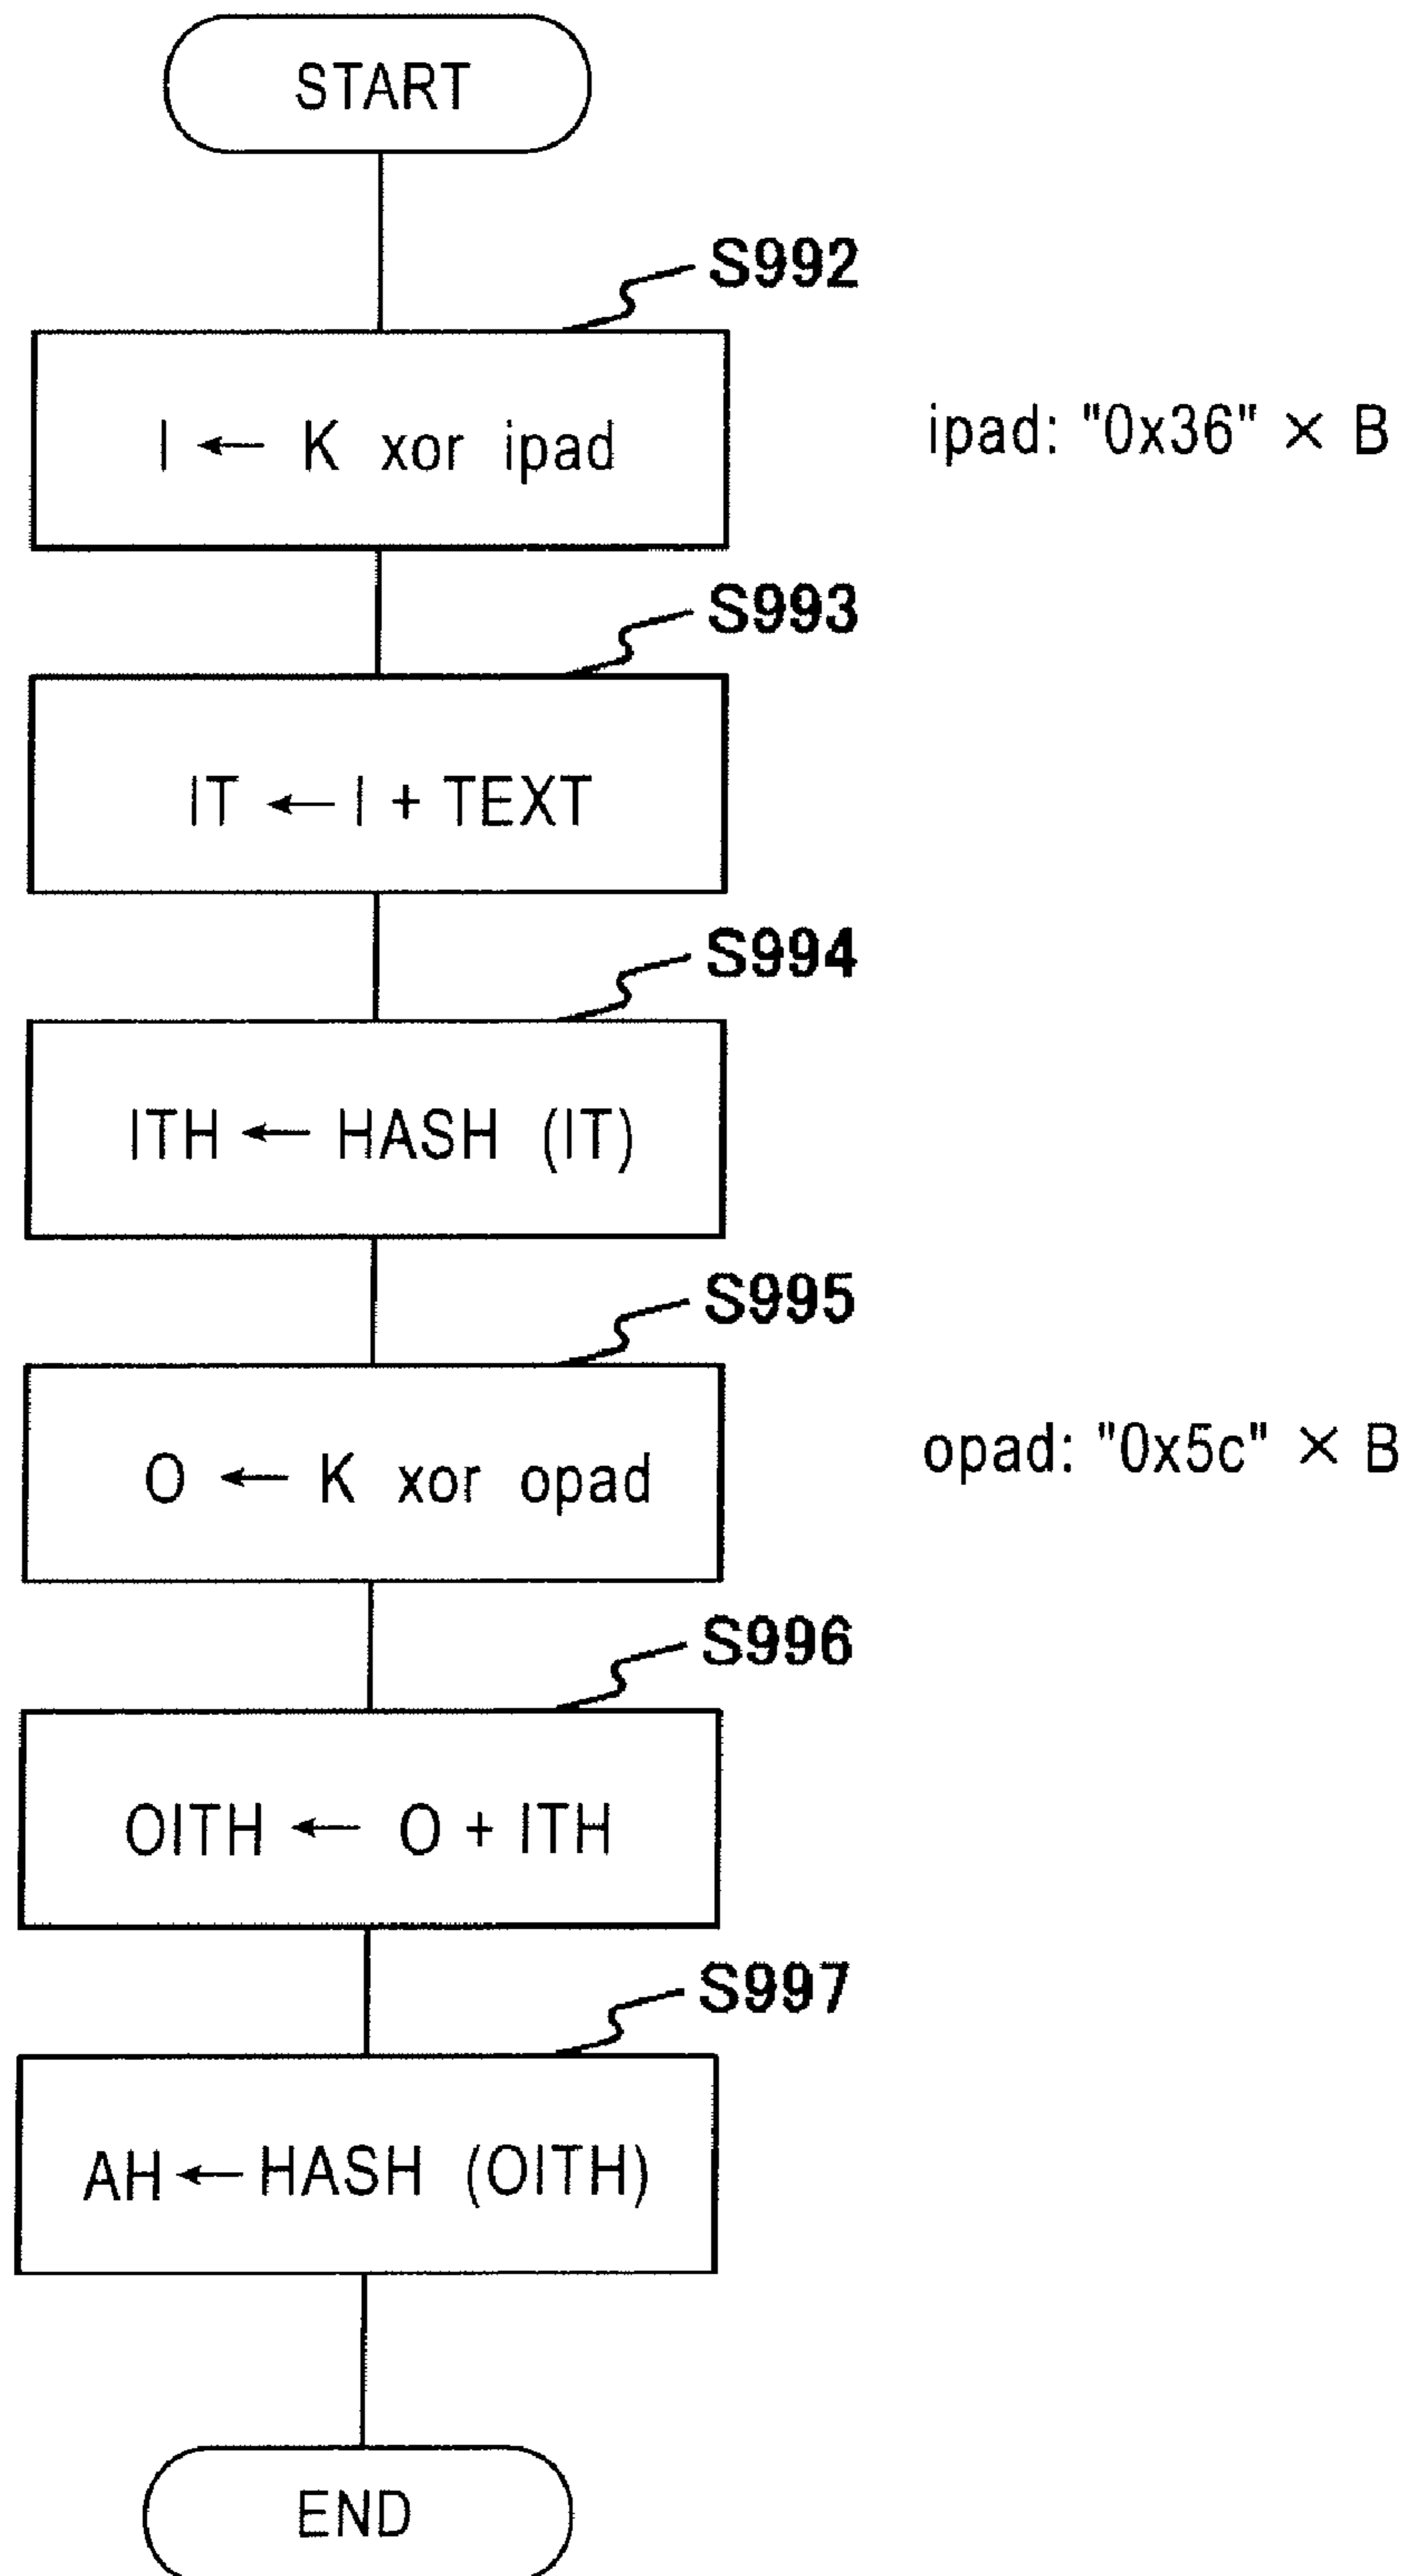 START
S992
I ← K xor ipad
ipad: "0x36" × B
S993
IT ← I + TEXT
S994
ITH ← HASH (IT)
S995
O ← K xor opad
opad: "0x5c" × B
S996
OITH ← O + ITH
S997
AH ← HASH (OITH)
END